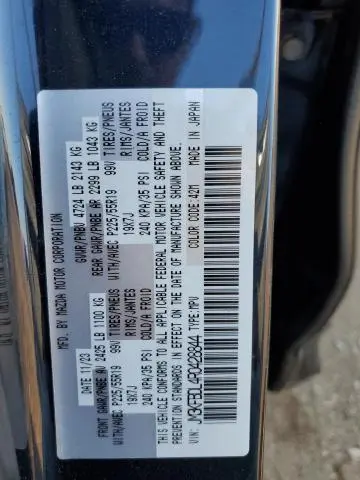 MFD. BY MAZDA MOTOR CORPORATION
DATE: 11/23 GVWR/PNBV 4724 LB 2143 KG
FRONT GAWR/PNBE AV 2425 LB 1100 KG REAR GAWR/PNBE AR 2299 LB 1043 KG
WITH/AVEC P225/55R19 99V TIRES/PNEUS WITH/AVEC P225/55R19 99V TIRES/PNEUS
19X7J RIMS/JANTES 19X7J RIMS/JANTES
240 KPA/35 PSI COLD/A FROID 240 KPA/35 PSI COLD/A FROID
THIS VEHICLE CONFORMS TO ALL APPLICABLE FEDERAL MOTOR VEHICLE SAFETY AND THEFT
PREVENTION STANDARDS IN EFFECT ON THE DATE OF MANUFACTURE SHOWN ABOVE.
MADE IN JAPAN
VIN: TYPE: MPV COLOR CODE: 42M